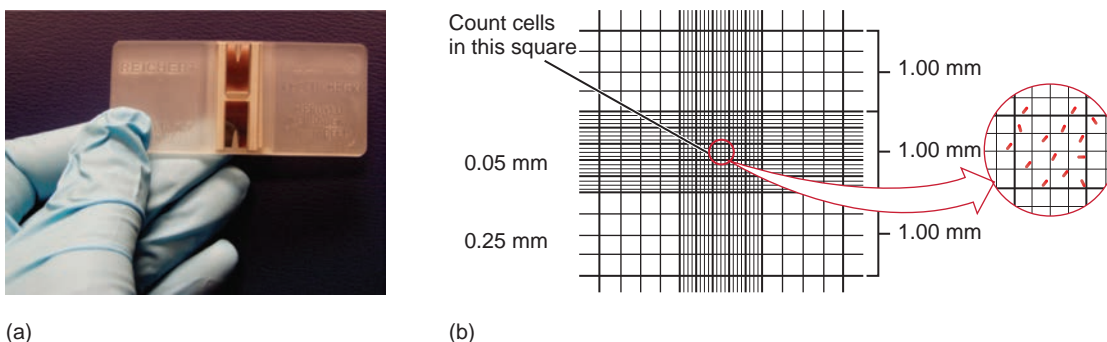 REICHERT
Count cells
in this square
1.00 mm
0.05 mm
1.00 mm
0.25 mm
1.00 mm
(a)
(b)